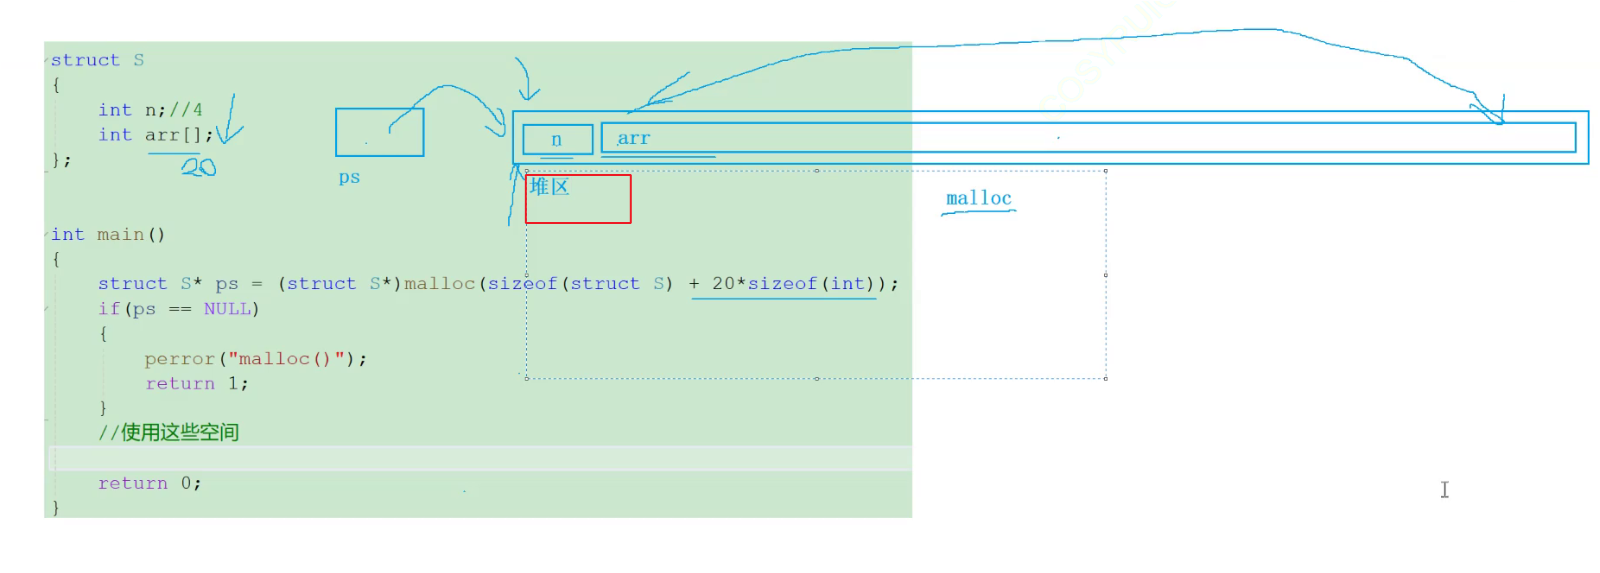 struct S
{
int n;//4
int arr[];
20
};
ps
n
arr
堆区
malloc
int main()
{
struct S* ps = (struct S*)malloc(sizeof(struct S) + 20*sizeof(int));
if(ps == NULL)
{
perror("malloc()");
return 1;
}
//使用这些空间
return 0;
}